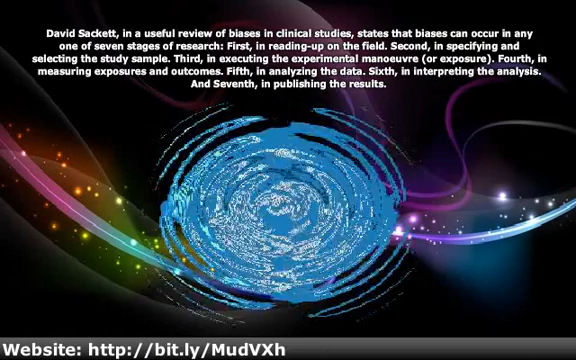 David Sackett, in a useful review of biases in clinical studies, states that biases can occur in any
one of seven stages of research: First, in reading-up on the field. Second, in specifying and
selecting the study sample. Third, in executing the experimental manoeuvre (or exposure). Fourth, in
measuring exposures and outcomes. Fifth, in analyzing the data. Sixth, in interpreting the analysis.
And Seventh, in publishing the results.
Website: http://bit.ly/MudVXh